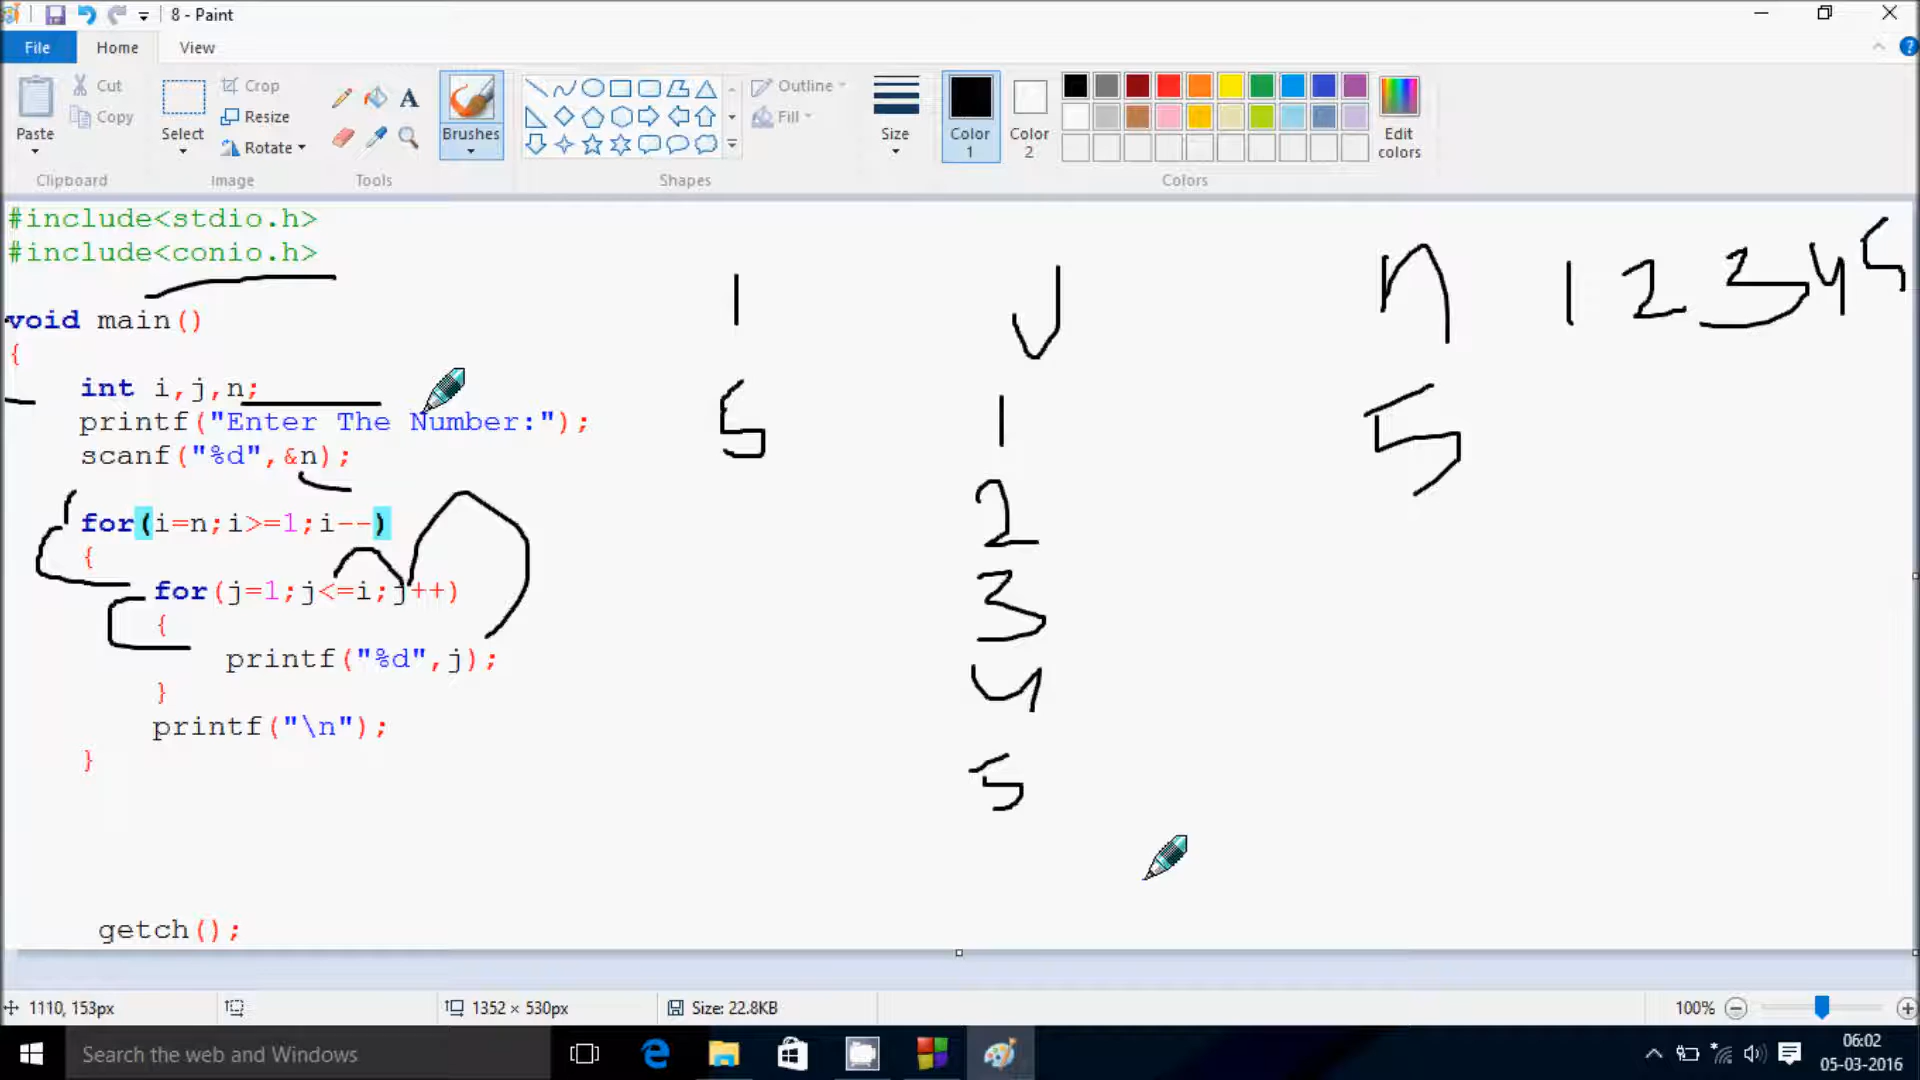 8 - Paint
File Home View
Paste Cut Copy Clipboard
Select Crop Resize Rotate Image
Tools
Brushes
Outline Fill Shapes
Size
Color 1 Color 2 Edit colors Colors
#include<stdio.h>
#include<conio.h>
void main()
{
int i,j,n;
printf("Enter The Number:");
scanf("%d",&n);
for(i=n;i>=1;i--)
{
for(j=1;j<=i;j++)
{
printf("%d",j);
}
printf("\n");
}
getch();
I J n 1 2 3 4 5
5 1 5
2
3
4
5
1110, 153px 1352 × 530px Size: 22.8KB 100%
Search the web and Windows
06:02
05-03-2016